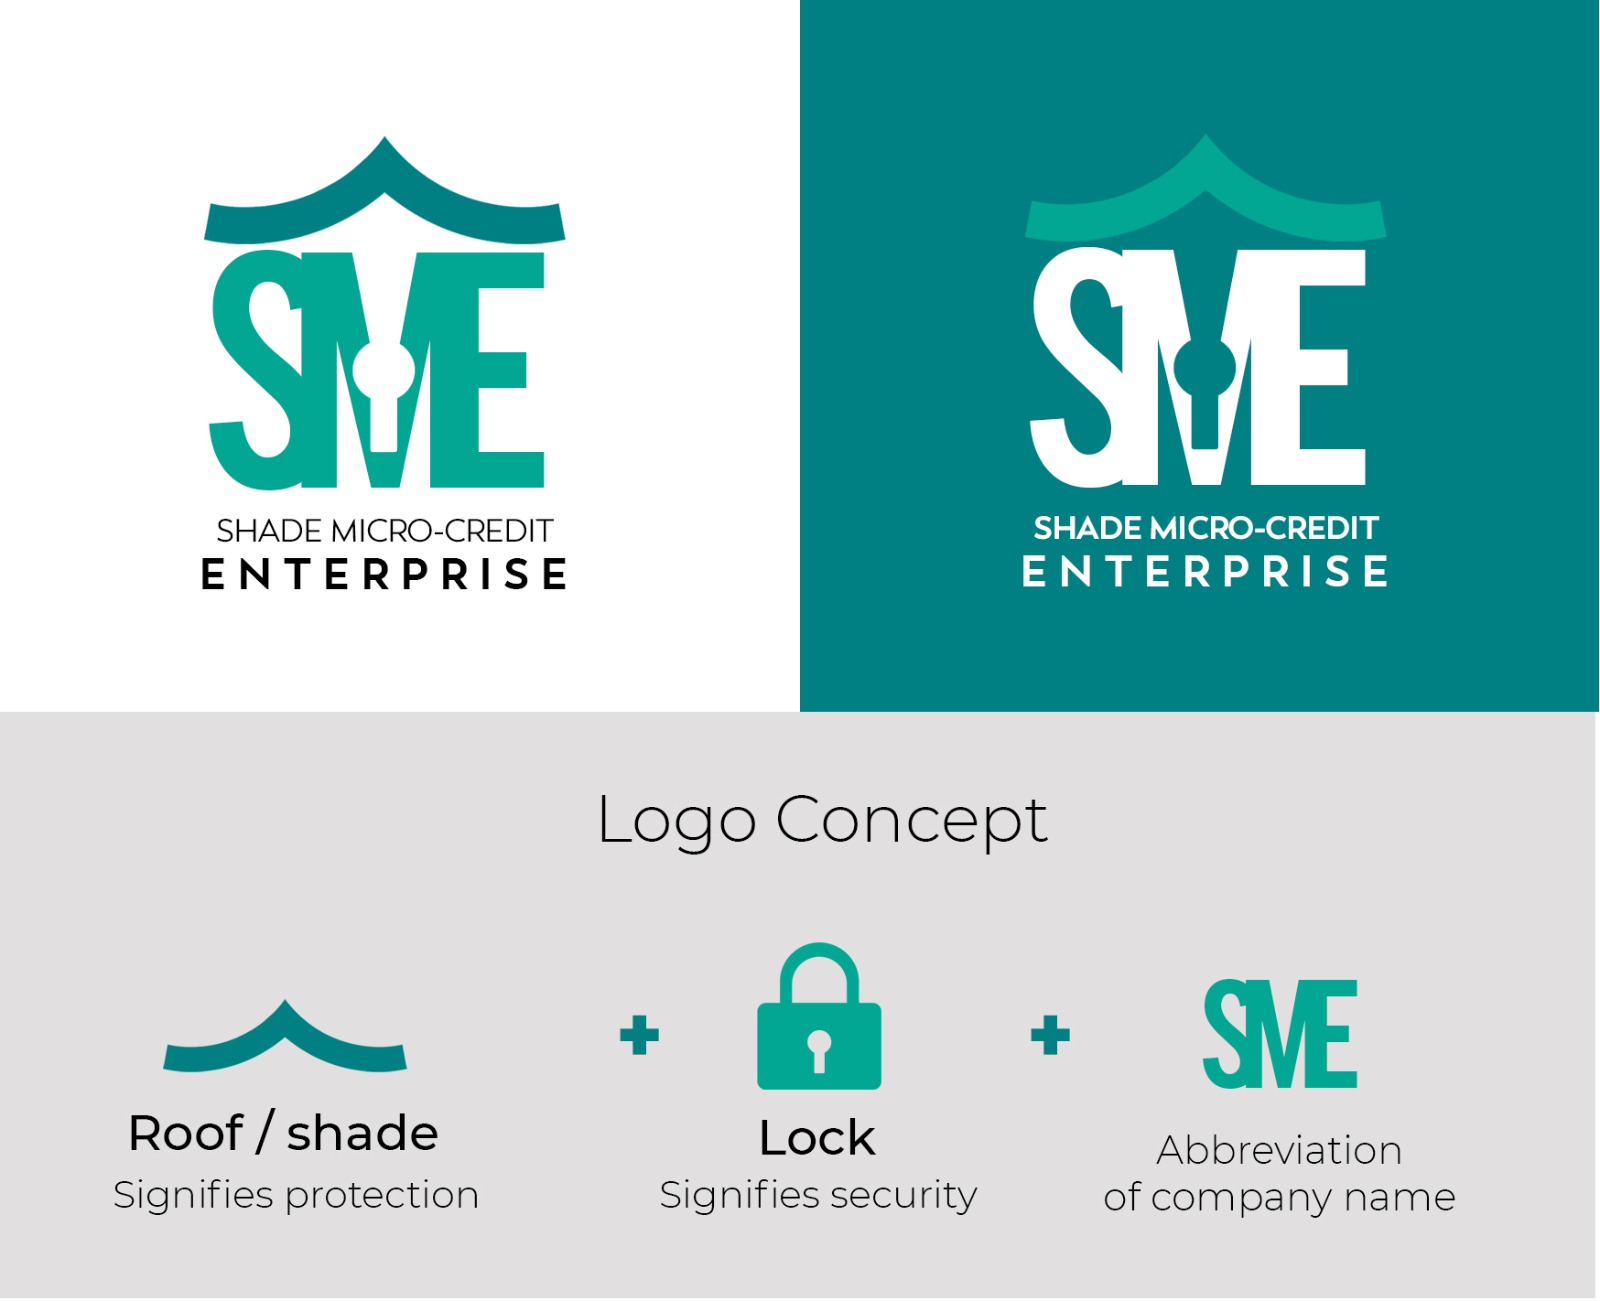 SME
SHADE MICRO-CREDIT
ENTERPRISE
SME
SHADE MICRO-CREDIT
ENTERPRISE
Logo Concept
+
+
SME
Roof / shade
Signifies protection
Lock
Signifies security
Abbreviation
of company name